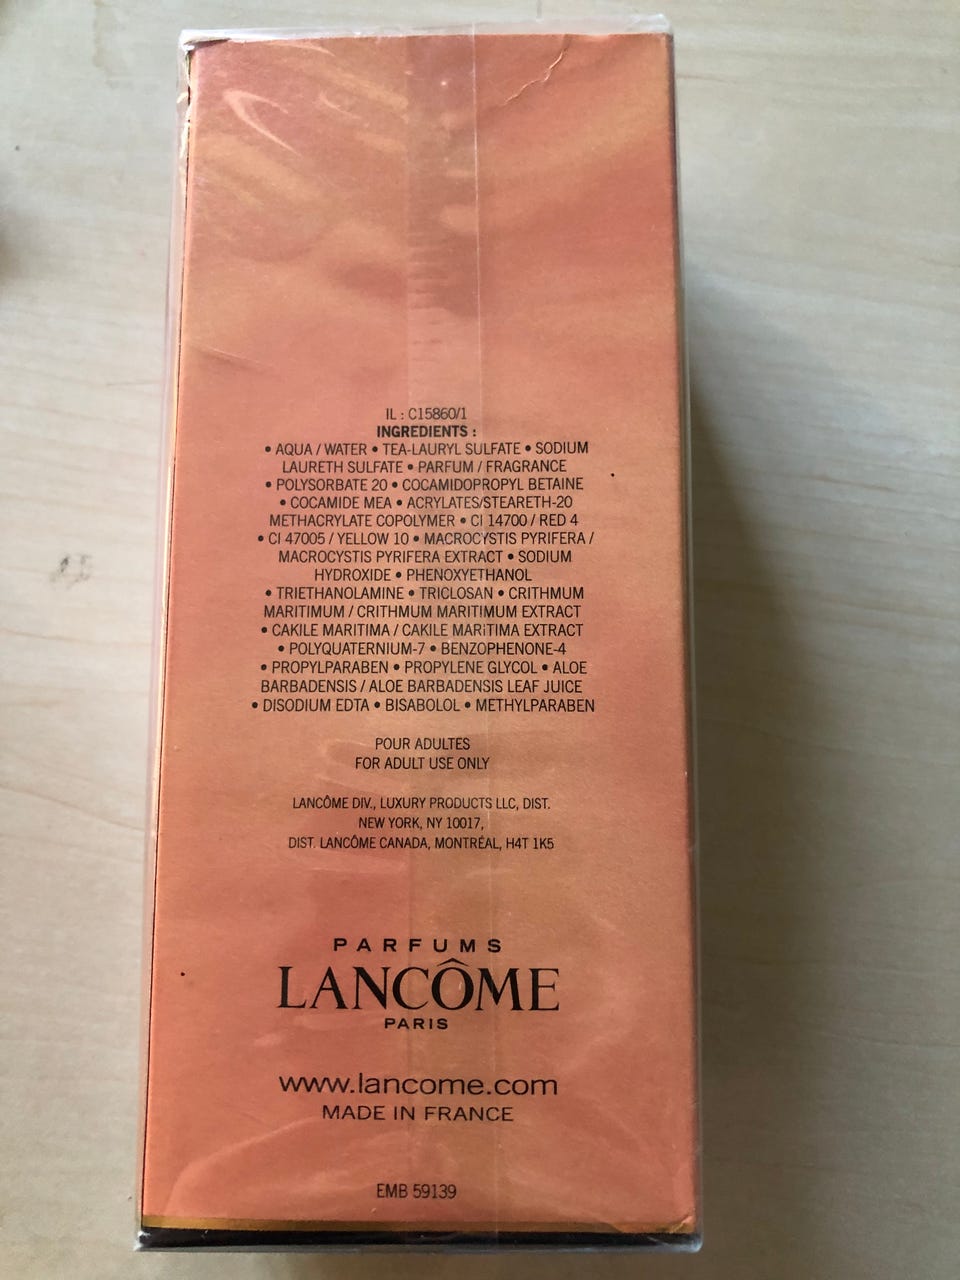 IL : C15860/1
INGREDIENTS :
• AQUA / WATER • TEA-LAURYL SULFATE • SODIUM
LAURETH SULFATE • PARFUM / FRAGRANCE
• POLYSORBATE 20 • COCAMIDOPROPYL BETAINE
• COCAMIDE MEA • ACRYLATES/STEARETH-20
METHACRYLATE COPOLYMER • CI 14700 / RED 4
• CI 47005 / YELLOW 10 • MACROCYSTIS PYRIFERA /
MACROCYSTIS PYRIFERA EXTRACT • SODIUM
HYDROXIDE • PHENOXYETHANOL
• TRIETHANOLAMINE • TRICLOSAN • CRITHMUM
MARITIMUM / CRITHMUM MARITIMUM EXTRACT
• CAKILE MARITIMA / CAKILE MARITIMA EXTRACT
• POLYQUATERNIUM-7 • BENZOPHENONE-4
• PROPYLPARABEN • PROPYLENE GLYCOL • ALOE
BARBADENSIS / ALOE BARBADENSIS LEAF JUICE
• DISODIUM EDTA • BISABOLOL • METHYLPARABEN
POUR ADULTES
FOR ADULT USE ONLY
LANCÔME DIV., LUXURY PRODUCTS LLC, DIST.
NEW YORK, NY 10017,
DIST. LANCÔME CANADA, MONTRÉAL, H4T 1K5
PARFUMS
LANCÔME
PARIS
www.lancome.com
MADE IN FRANCE
EMB 59139